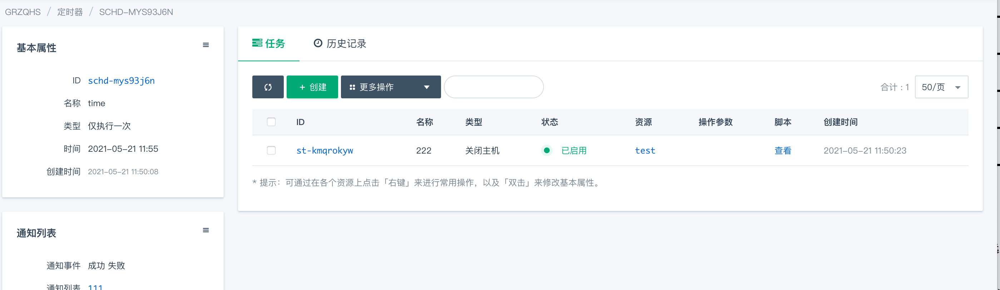 GRZQHS / 定时器 / SCHD-MYS93J6N
基本属性
ID schd-mys93j6n
名称 time
类型 仅执行一次
时间 2021-05-21 11:55
创建时间 2021-05-21 11:50:08
通知列表
通知事件 成功 失败
通知列表 111
任务 历史记录
+ 创建 更多操作 合计：1 50/页
ID 名称 类型 状态 资源 操作参数 脚本 创建时间
st-kmqrokyw 222 关闭主机 已启用 test 查看 2021-05-21 11:50:23
* 提示：可通过在各个资源上点击「右键」来进行常用操作，以及「双击」来修改基本属性。